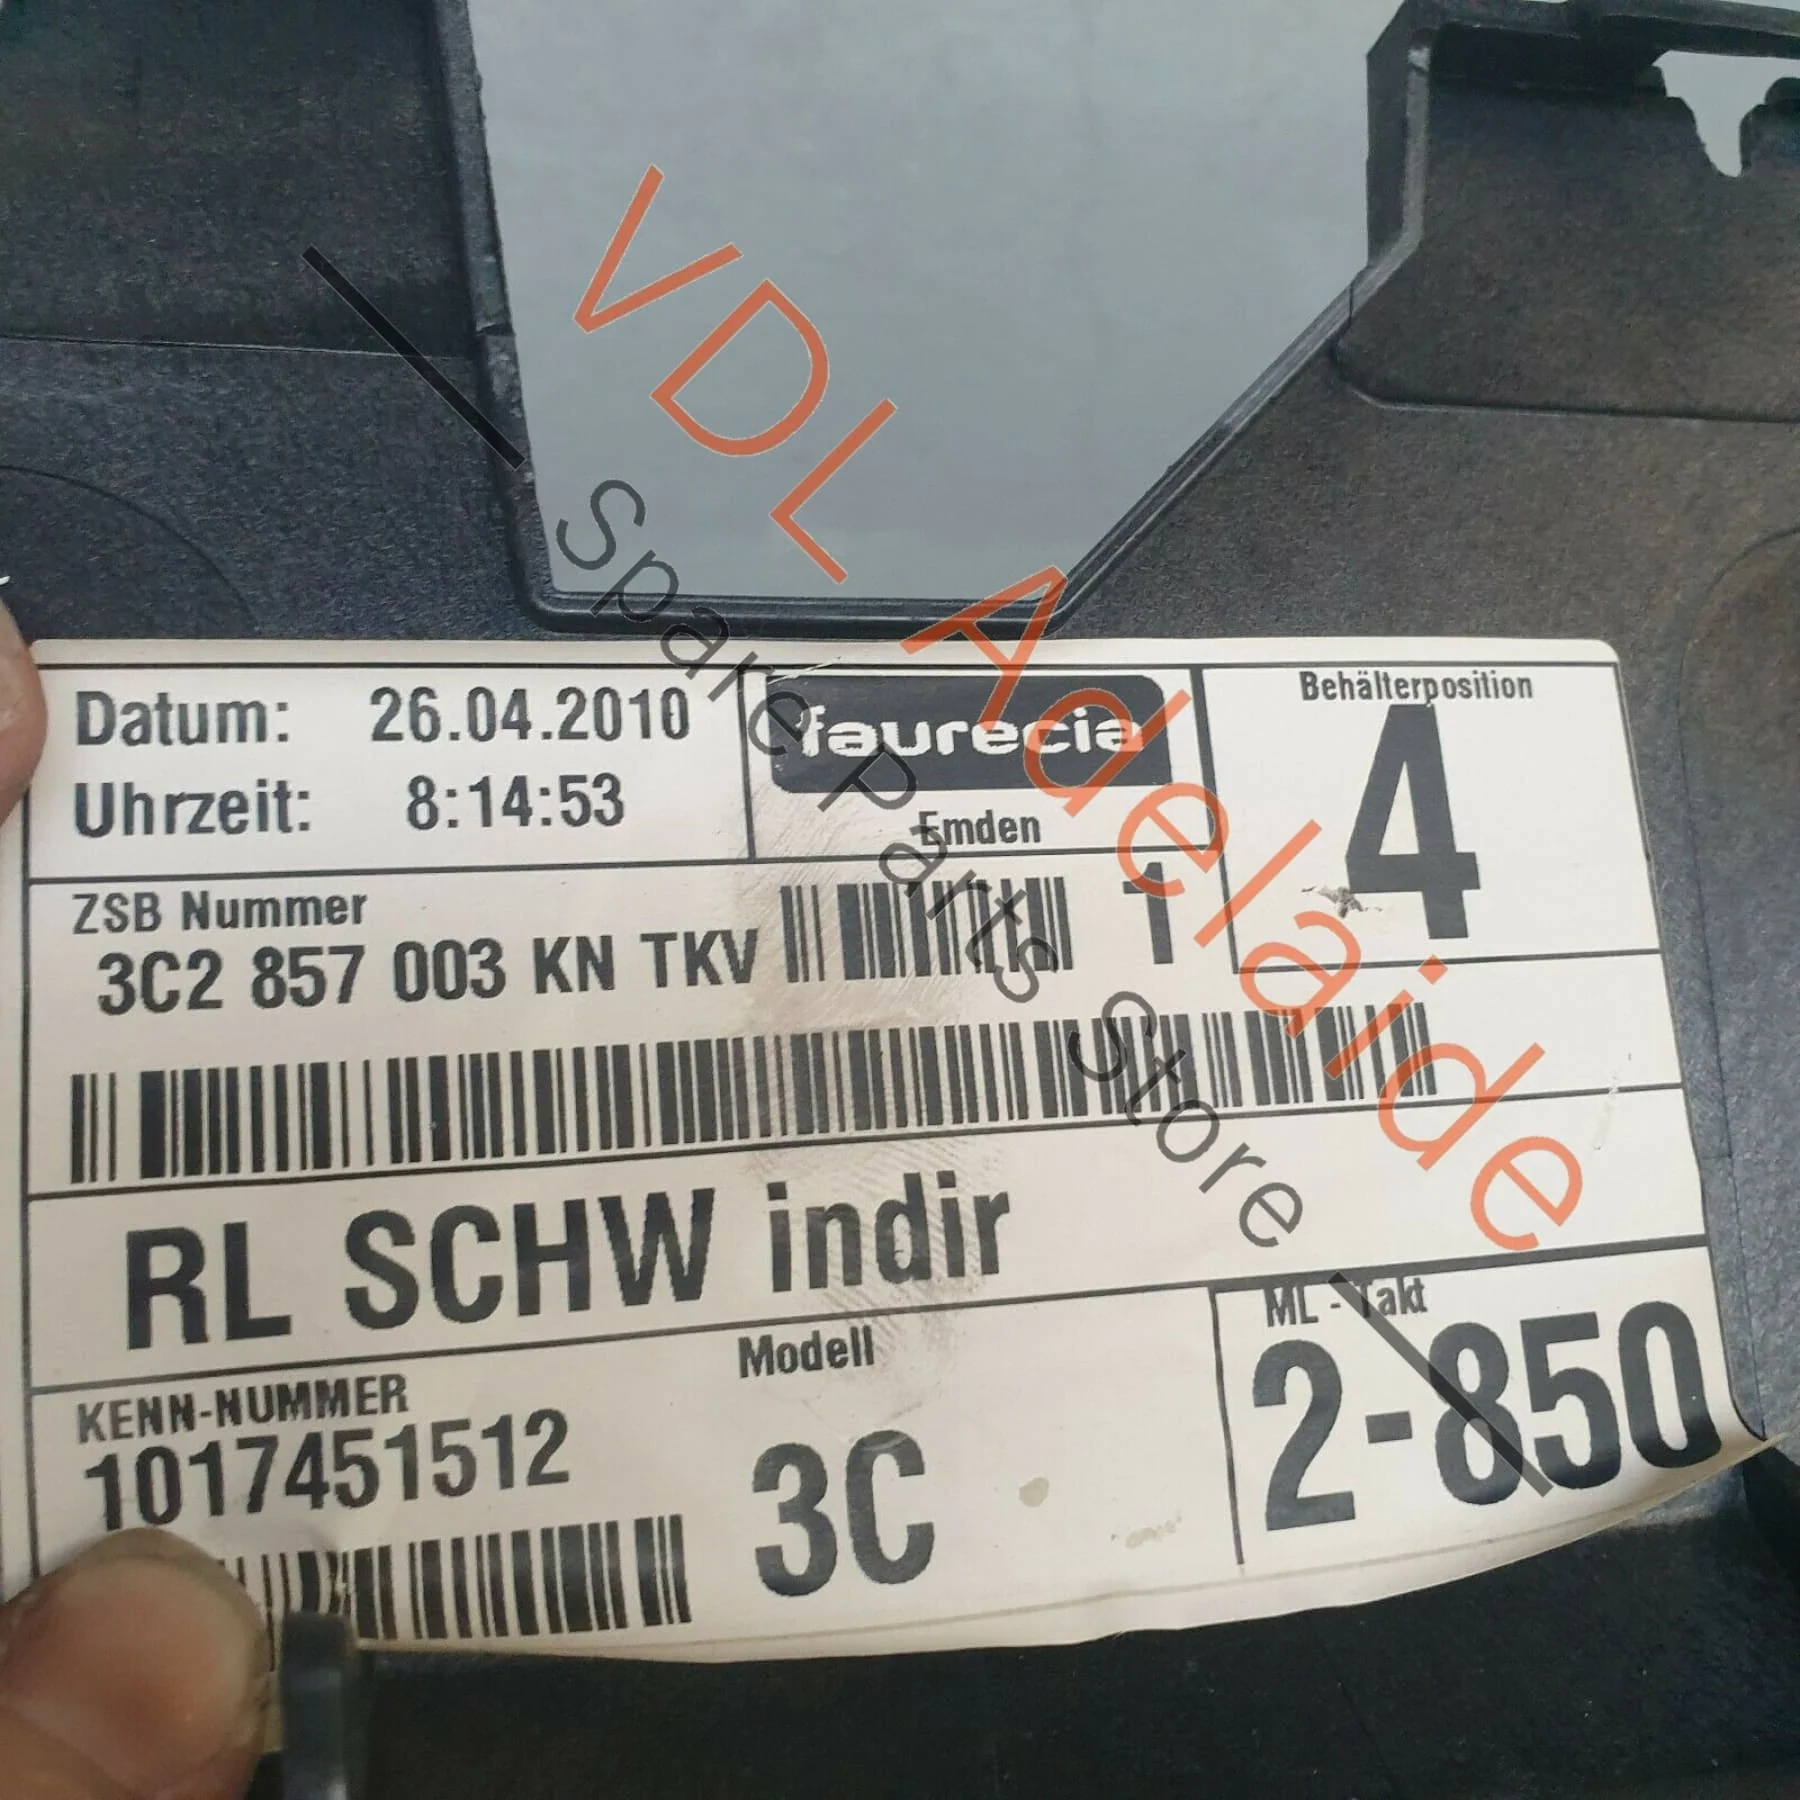 Datum: 26.04.2010
Uhrzeit: 8:14:53
faurecia
Emden
Behälterposition
4
ZSB Nummer
3C2 857 003 KN TKV
1
RL SCHW indir
KENN-NUMMER
1017451512
Modell
3C
ML - Takt
2-850
VDL Adelaide
Spare Parts Store